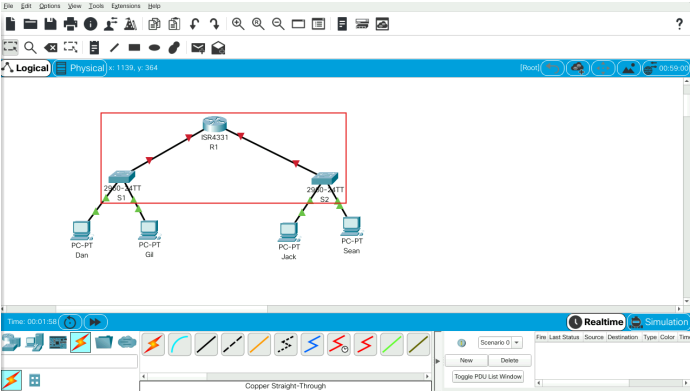 File Edit Options View Tools Extensions Help
?
Logical Physical x: 1139, y: 364 [Root] 00:59:00
ISR4331
R1
2960-24TT
S1
2960-24TT
S2
PC-PT
Dan
PC-PT
Gil
PC-PT
Jack
PC-PT
Sean
Time: 00:01:58 Realtime Simulation
Scenario 0
New Delete
Toggle PDU List Window
Fire Last Status Source Destination Type Color Time
Copper Straight-Through